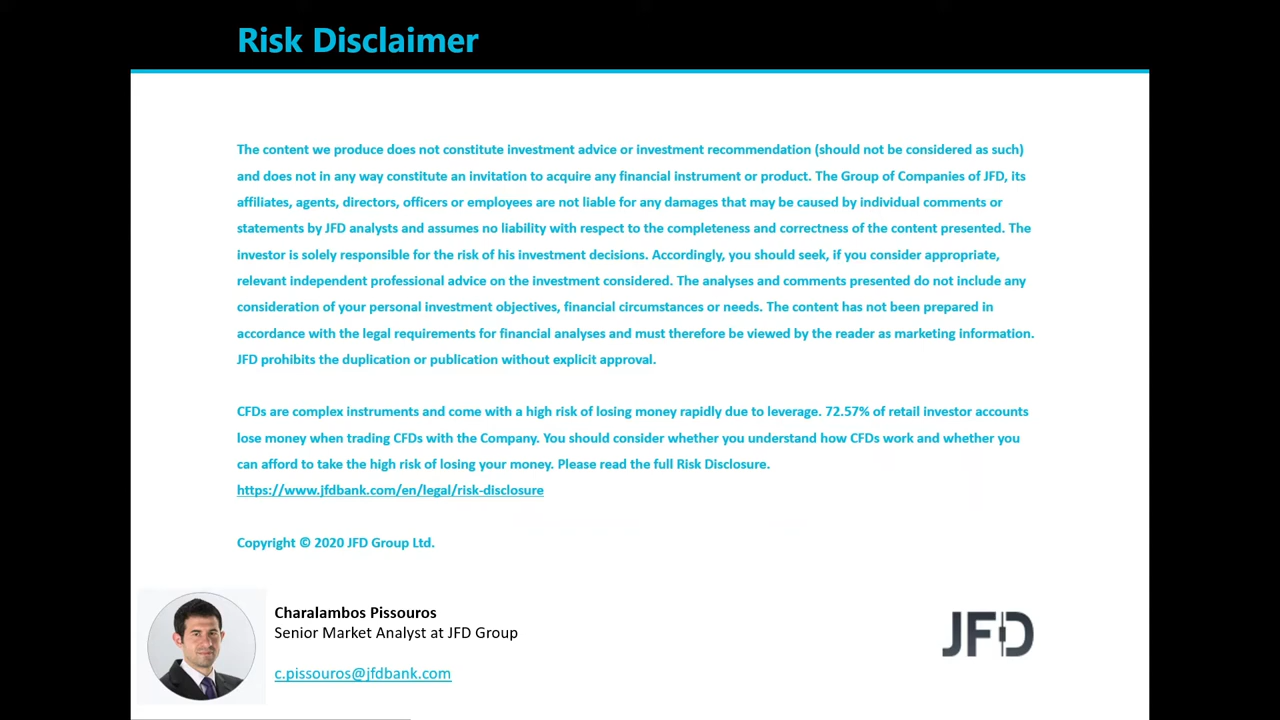 Risk Disclaimer
The content we produce does not constitute investment advice or investment recommendation (should not be considered as such)
and does not in any way constitute an invitation to acquire any financial instrument or product. The Group of Companies of JFD, its
affiliates, agents, directors, officers or employees are not liable for any damages that may be caused by individual comments or
statements by JFD analysts and assumes no liability with respect to the completeness and correctness of the content presented. The
investor is solely responsible for the risk of his investment decisions. Accordingly, you should seek, if you consider appropriate,
relevant independent professional advice on the investment considered. The analyses and comments presented do not include any
consideration of your personal investment objectives, financial circumstances or needs. The content has not been prepared in
accordance with the legal requirements for financial analyses and must therefore be viewed by the reader as marketing information.
JFD prohibits the duplication or publication without explicit approval.
CFDs are complex instruments and come with a high risk of losing money rapidly due to leverage. 72.57% of retail investor accounts
lose money when trading CFDs with the Company. You should consider whether you understand how CFDs work and whether you
can afford to take the high risk of losing your money. Please read the full Risk Disclosure.
https://www.jfdbank.com/en/legal/risk-disclosure
Copyright © 2020 JFD Group Ltd.
Charalambos Pissouros
Senior Market Analyst at JFD Group
c.pissouros@jfdbank.com
JFD